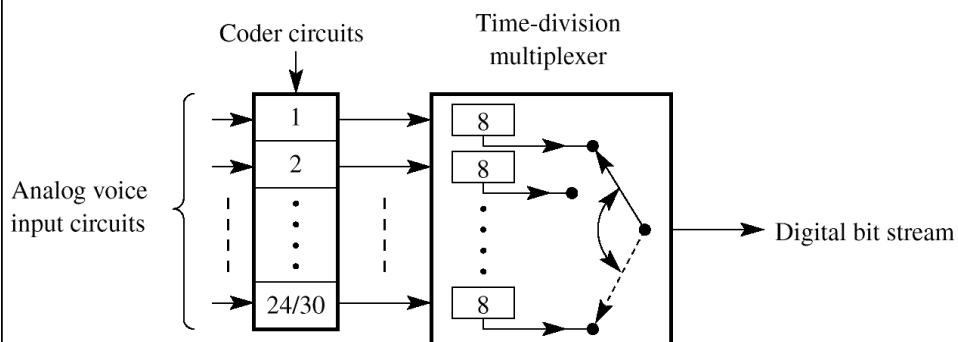 Time-division
multiplexer
Coder circuits
1
8
2
8
Analog voice
input circuits
Digital bit stream
24/30
8